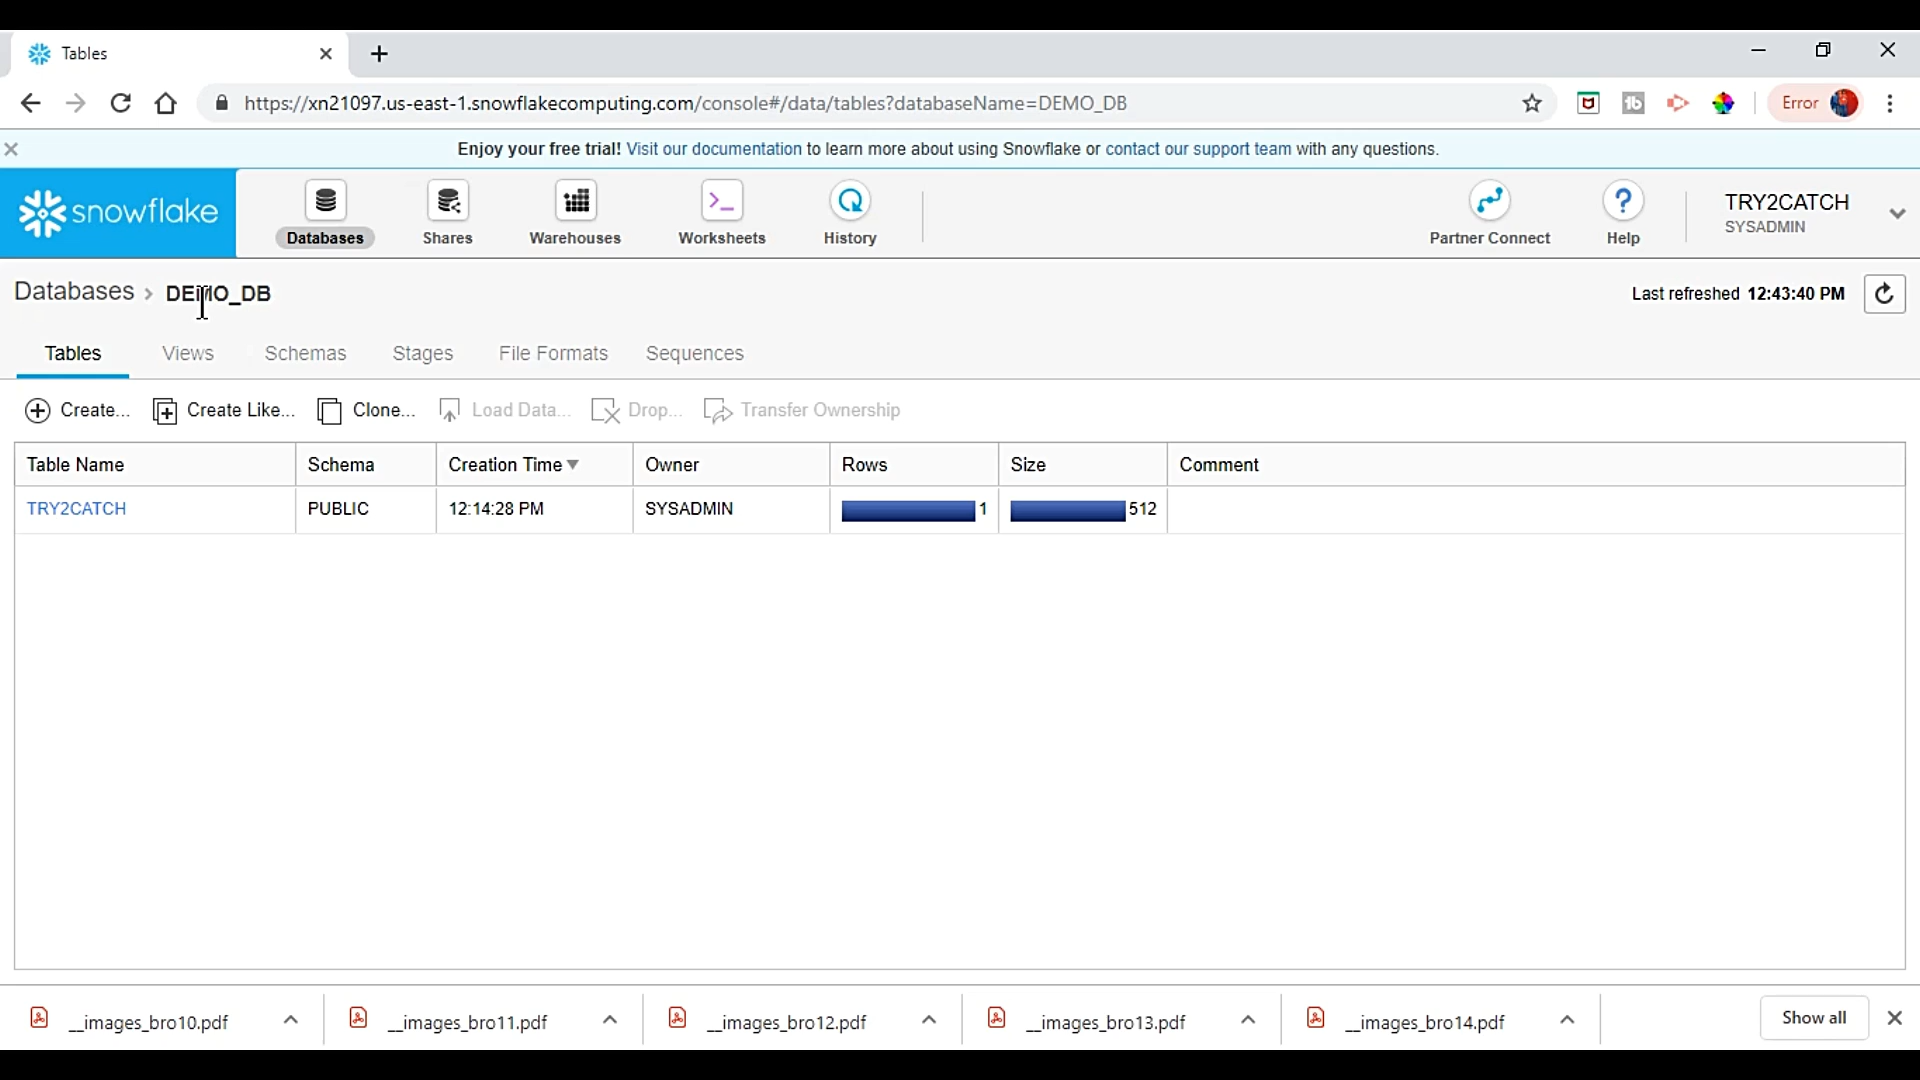 Tables
https://xn21097.us-east-1.snowflakecomputing.com/console#/data/tables?databaseName=DEMO_DB
Error
Enjoy your free trial! Visit our documentation to learn more about using Snowflake or contact our support team with any questions.
snowflake
Databases
Shares
Warehouses
Worksheets
History
Partner Connect
Help
TRY2CATCH
SYSADMIN
Databases › DEMO_DB
Last refreshed 12:43:40 PM
Tables Views Schemas Stages File Formats Sequences
Create... Create Like... Clone... Load Data... Drop... Transfer Ownership
Table Name Schema Creation Time Owner Rows Size Comment
TRY2CATCH PUBLIC 12:14:28 PM SYSADMIN 1 512
__images_bro10.pdf __images_bro11.pdf __images_bro12.pdf __images_bro13.pdf __images_bro14.pdf Show all